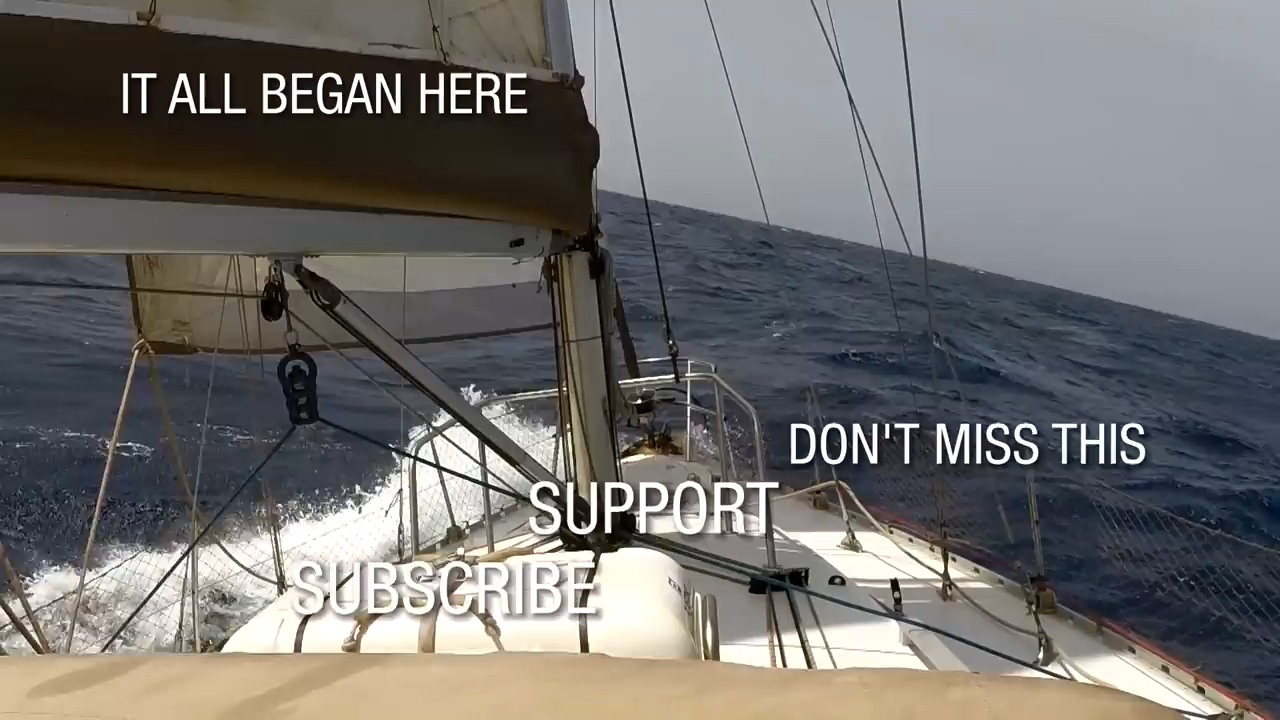 IT ALL BEGAN HERE
DON'T MISS THIS
SUPPORT
SUBSCRIBE